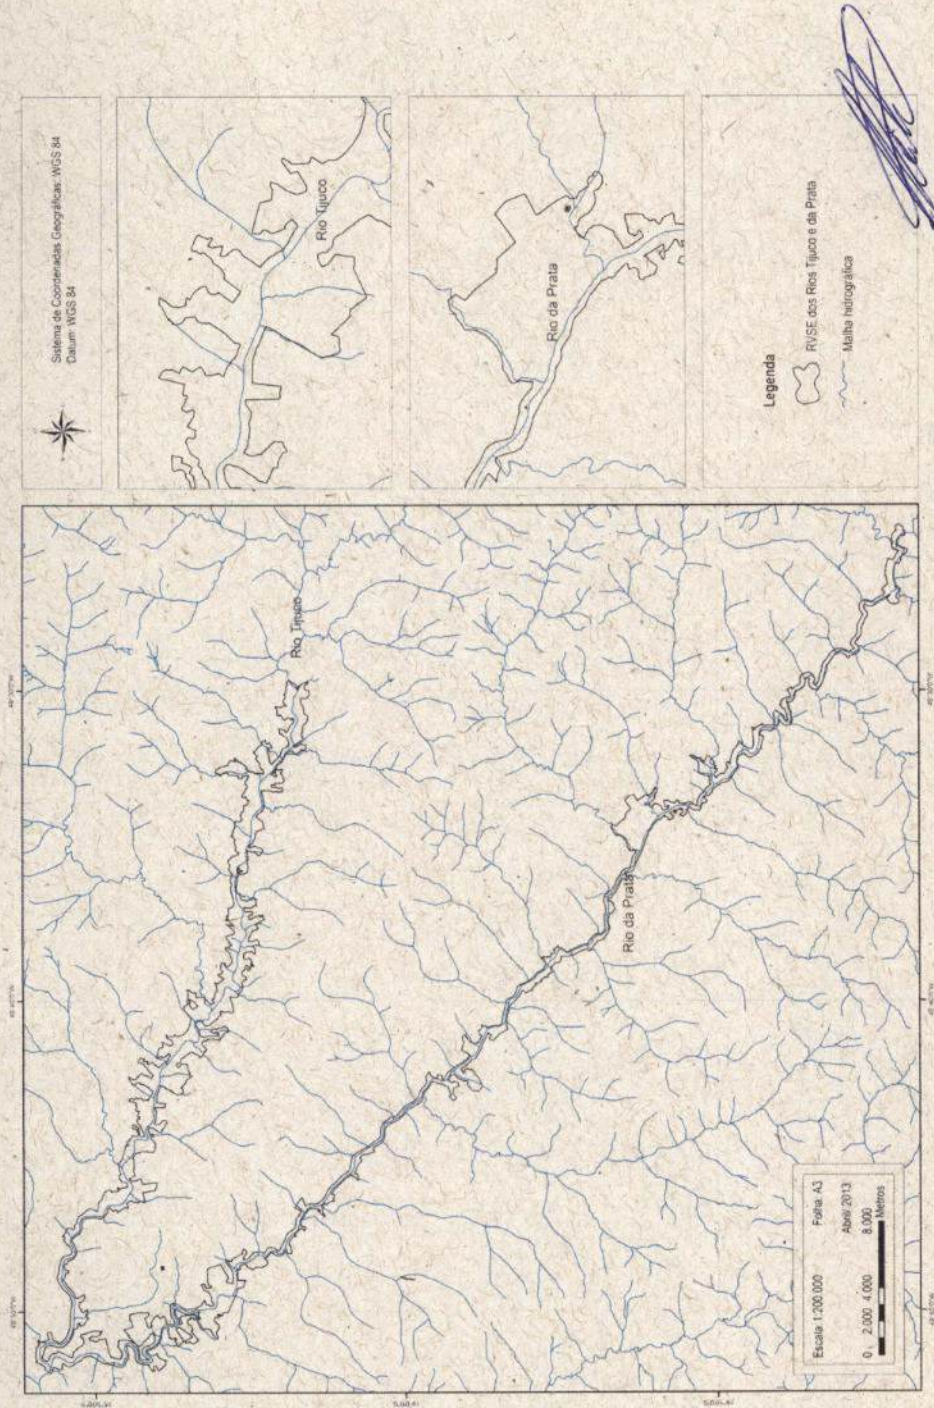 Sistema de Coordenadas Geográficas: WGS 84
Datum: WGS 84
Rio Tijuco
Rio da Prata
Legenda
RVSE dos Rios Tijuco e da Prata
Malha hidrográfica
Rio Tijuco
Rio da Prata
Escala: 1:200.000
Folha: A3
Abril/ 2013
0 2.000 4.000 8.000
Metros